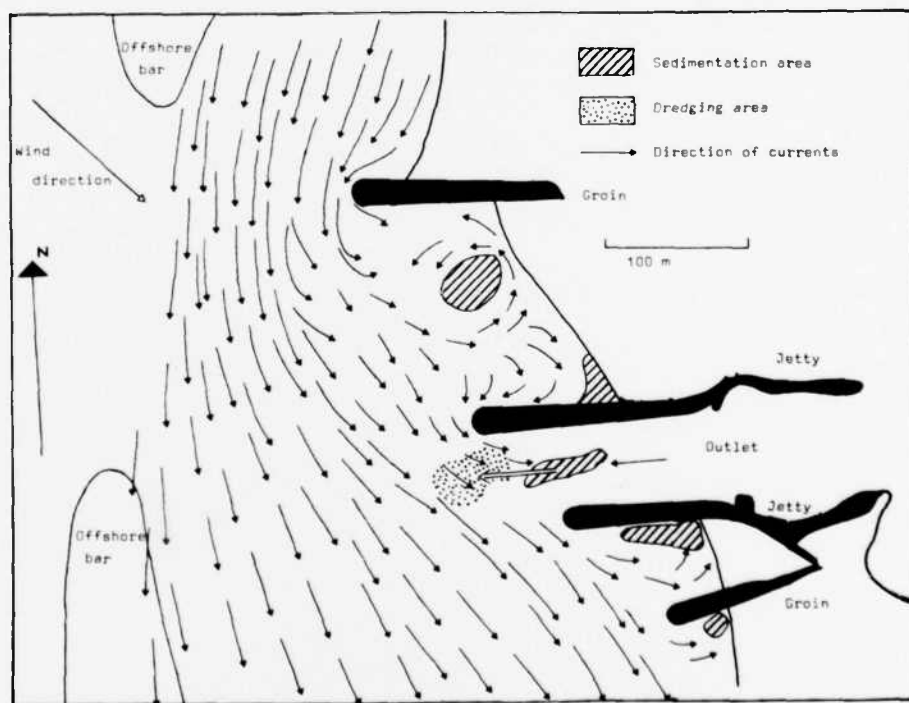 Offshore
bar
Sedimentation area
Dredging area
Direction of currents
Wind
direction
Groin
N
100 m
Jetty
Outlet
Jetty
Offshore
bar
Groin